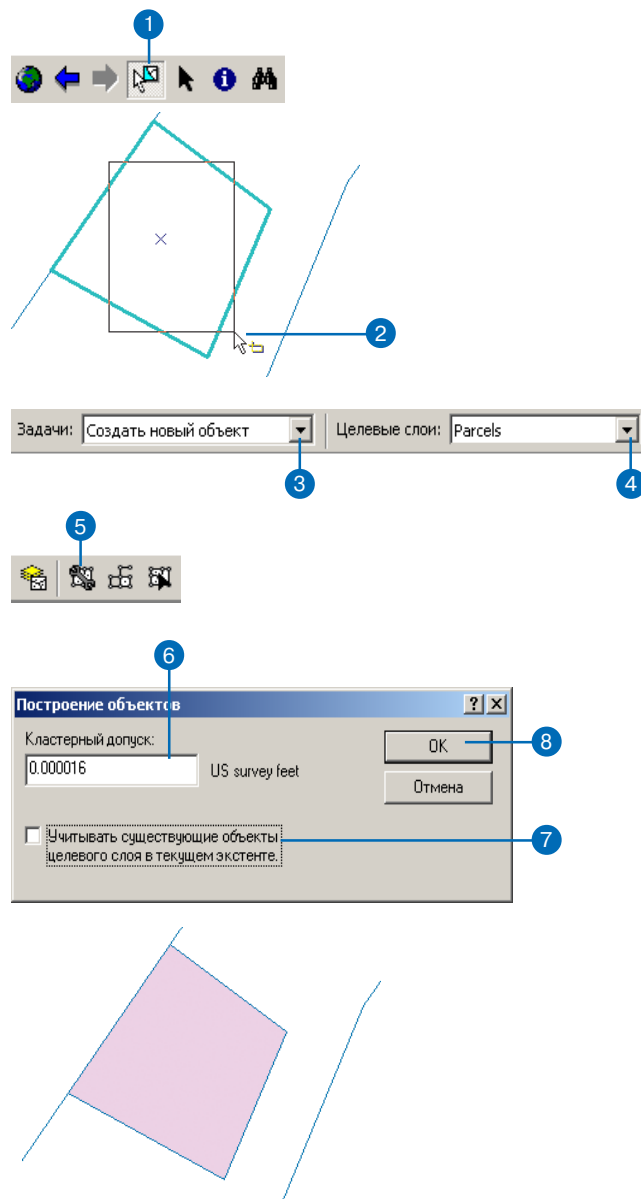 1
2
Задачи: Создать новый объект Целевые слои: Parcels
3 4
5
6
Построение объектов ? X
Кластерный допуск:
0.000016 US survey feet
OK 8
Отмена
Учитывать существующие объекты
целевого слоя в текущем экстенте. 7